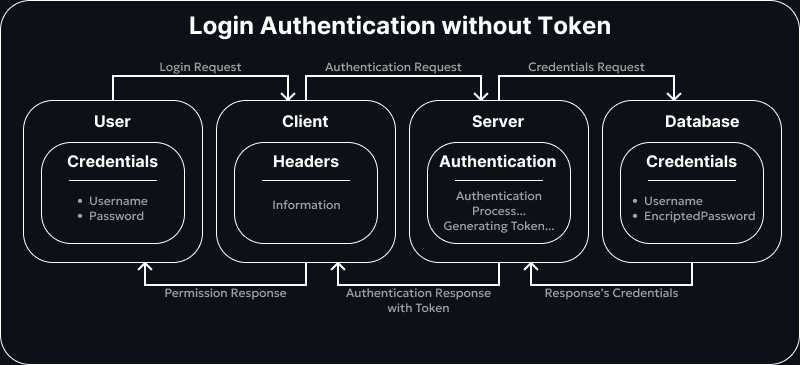 Login Authentication without Token
Login Request
Authentication Request
Credentials Request
User
Client
Server
Database
Credentials
Headers
Authentication
Credentials
• Username
• Password
Information
Authentication
Process...
Generating Token...
• Username
• EncriptedPassword
Permission Response
Authentication Response
with Token
Response's Credentials